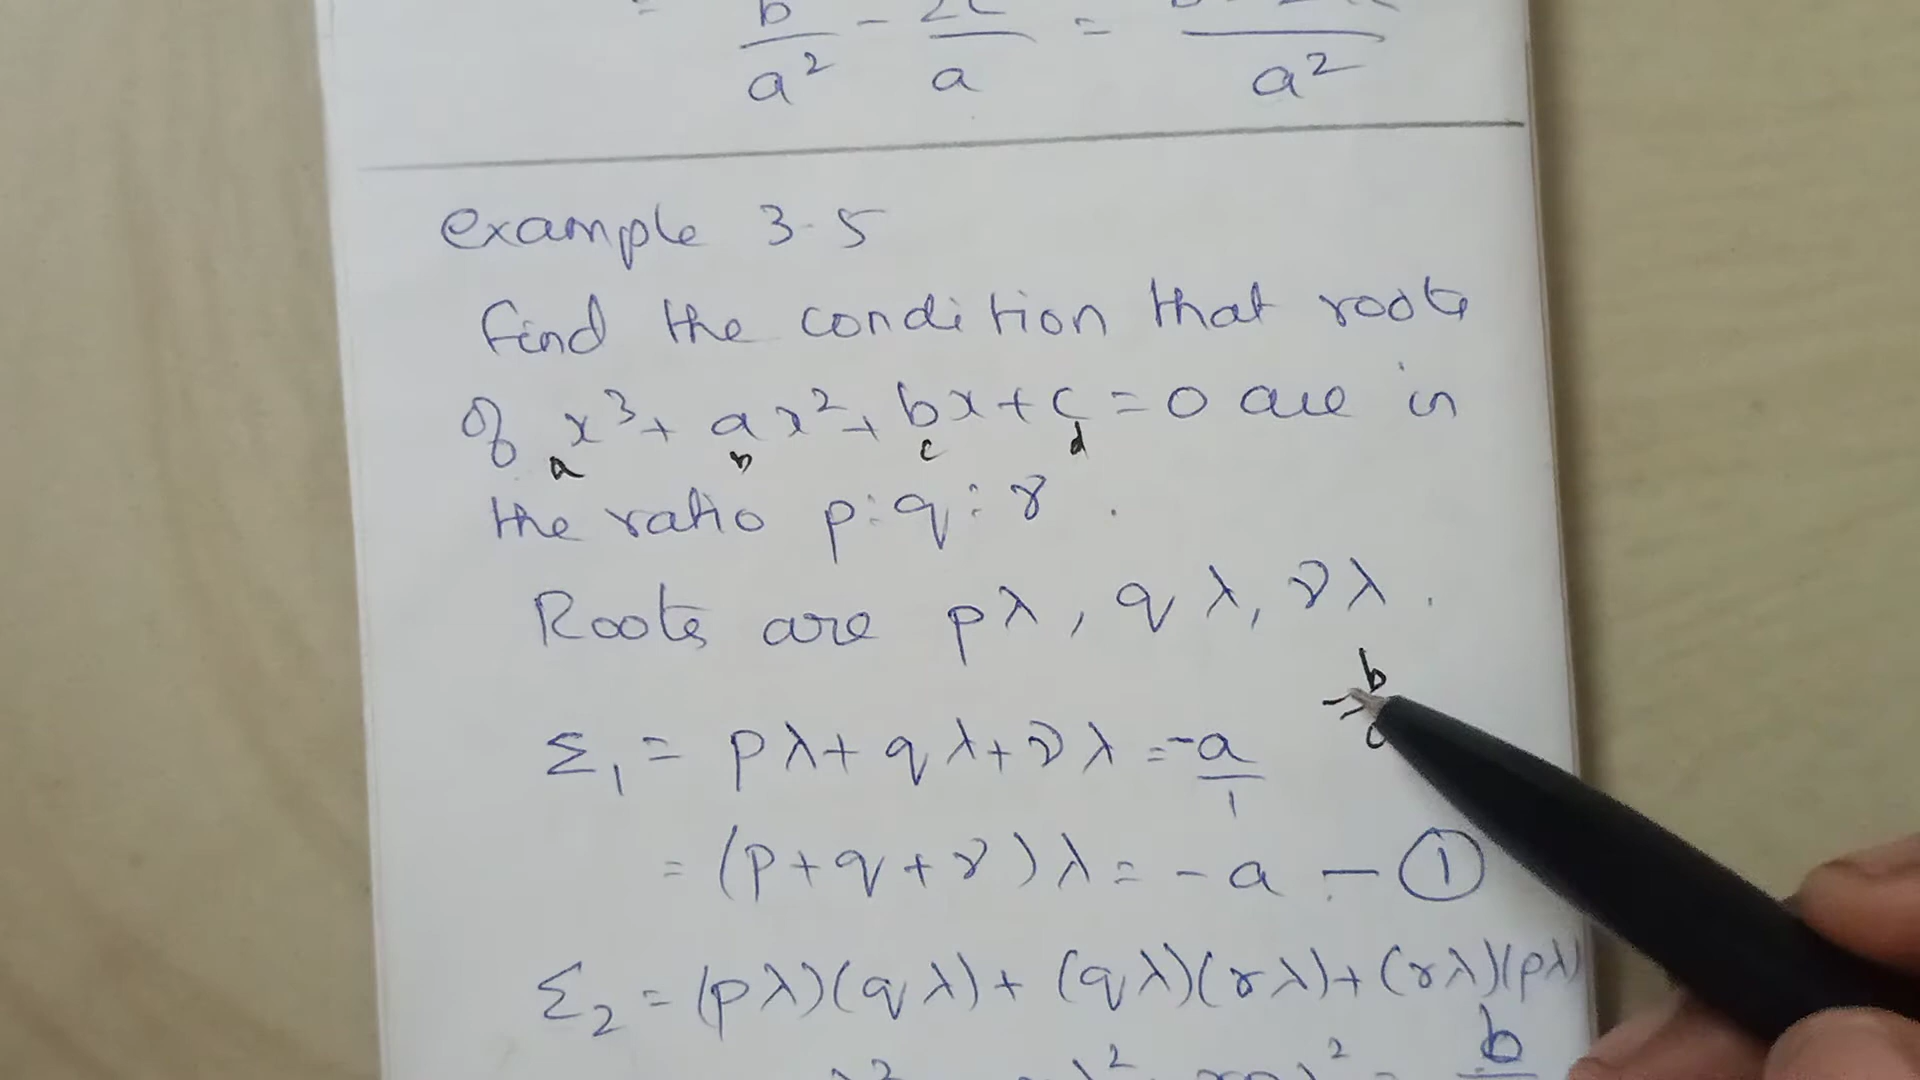 = b/a² - 2c/a = /a²
example 3.5
Find the condition that roots
of x³ + ax² + bx + c = 0 are in
a b c d
the ratio p:q:r.
Roots are pλ, qλ, rλ.
b
Σ₁ = pλ + qλ + rλ = -a/1
= (p+q+r)λ = -a — ①
Σ₂ = (pλ)(qλ) + (qλ)(rλ) + (rλ)(pλ)
b